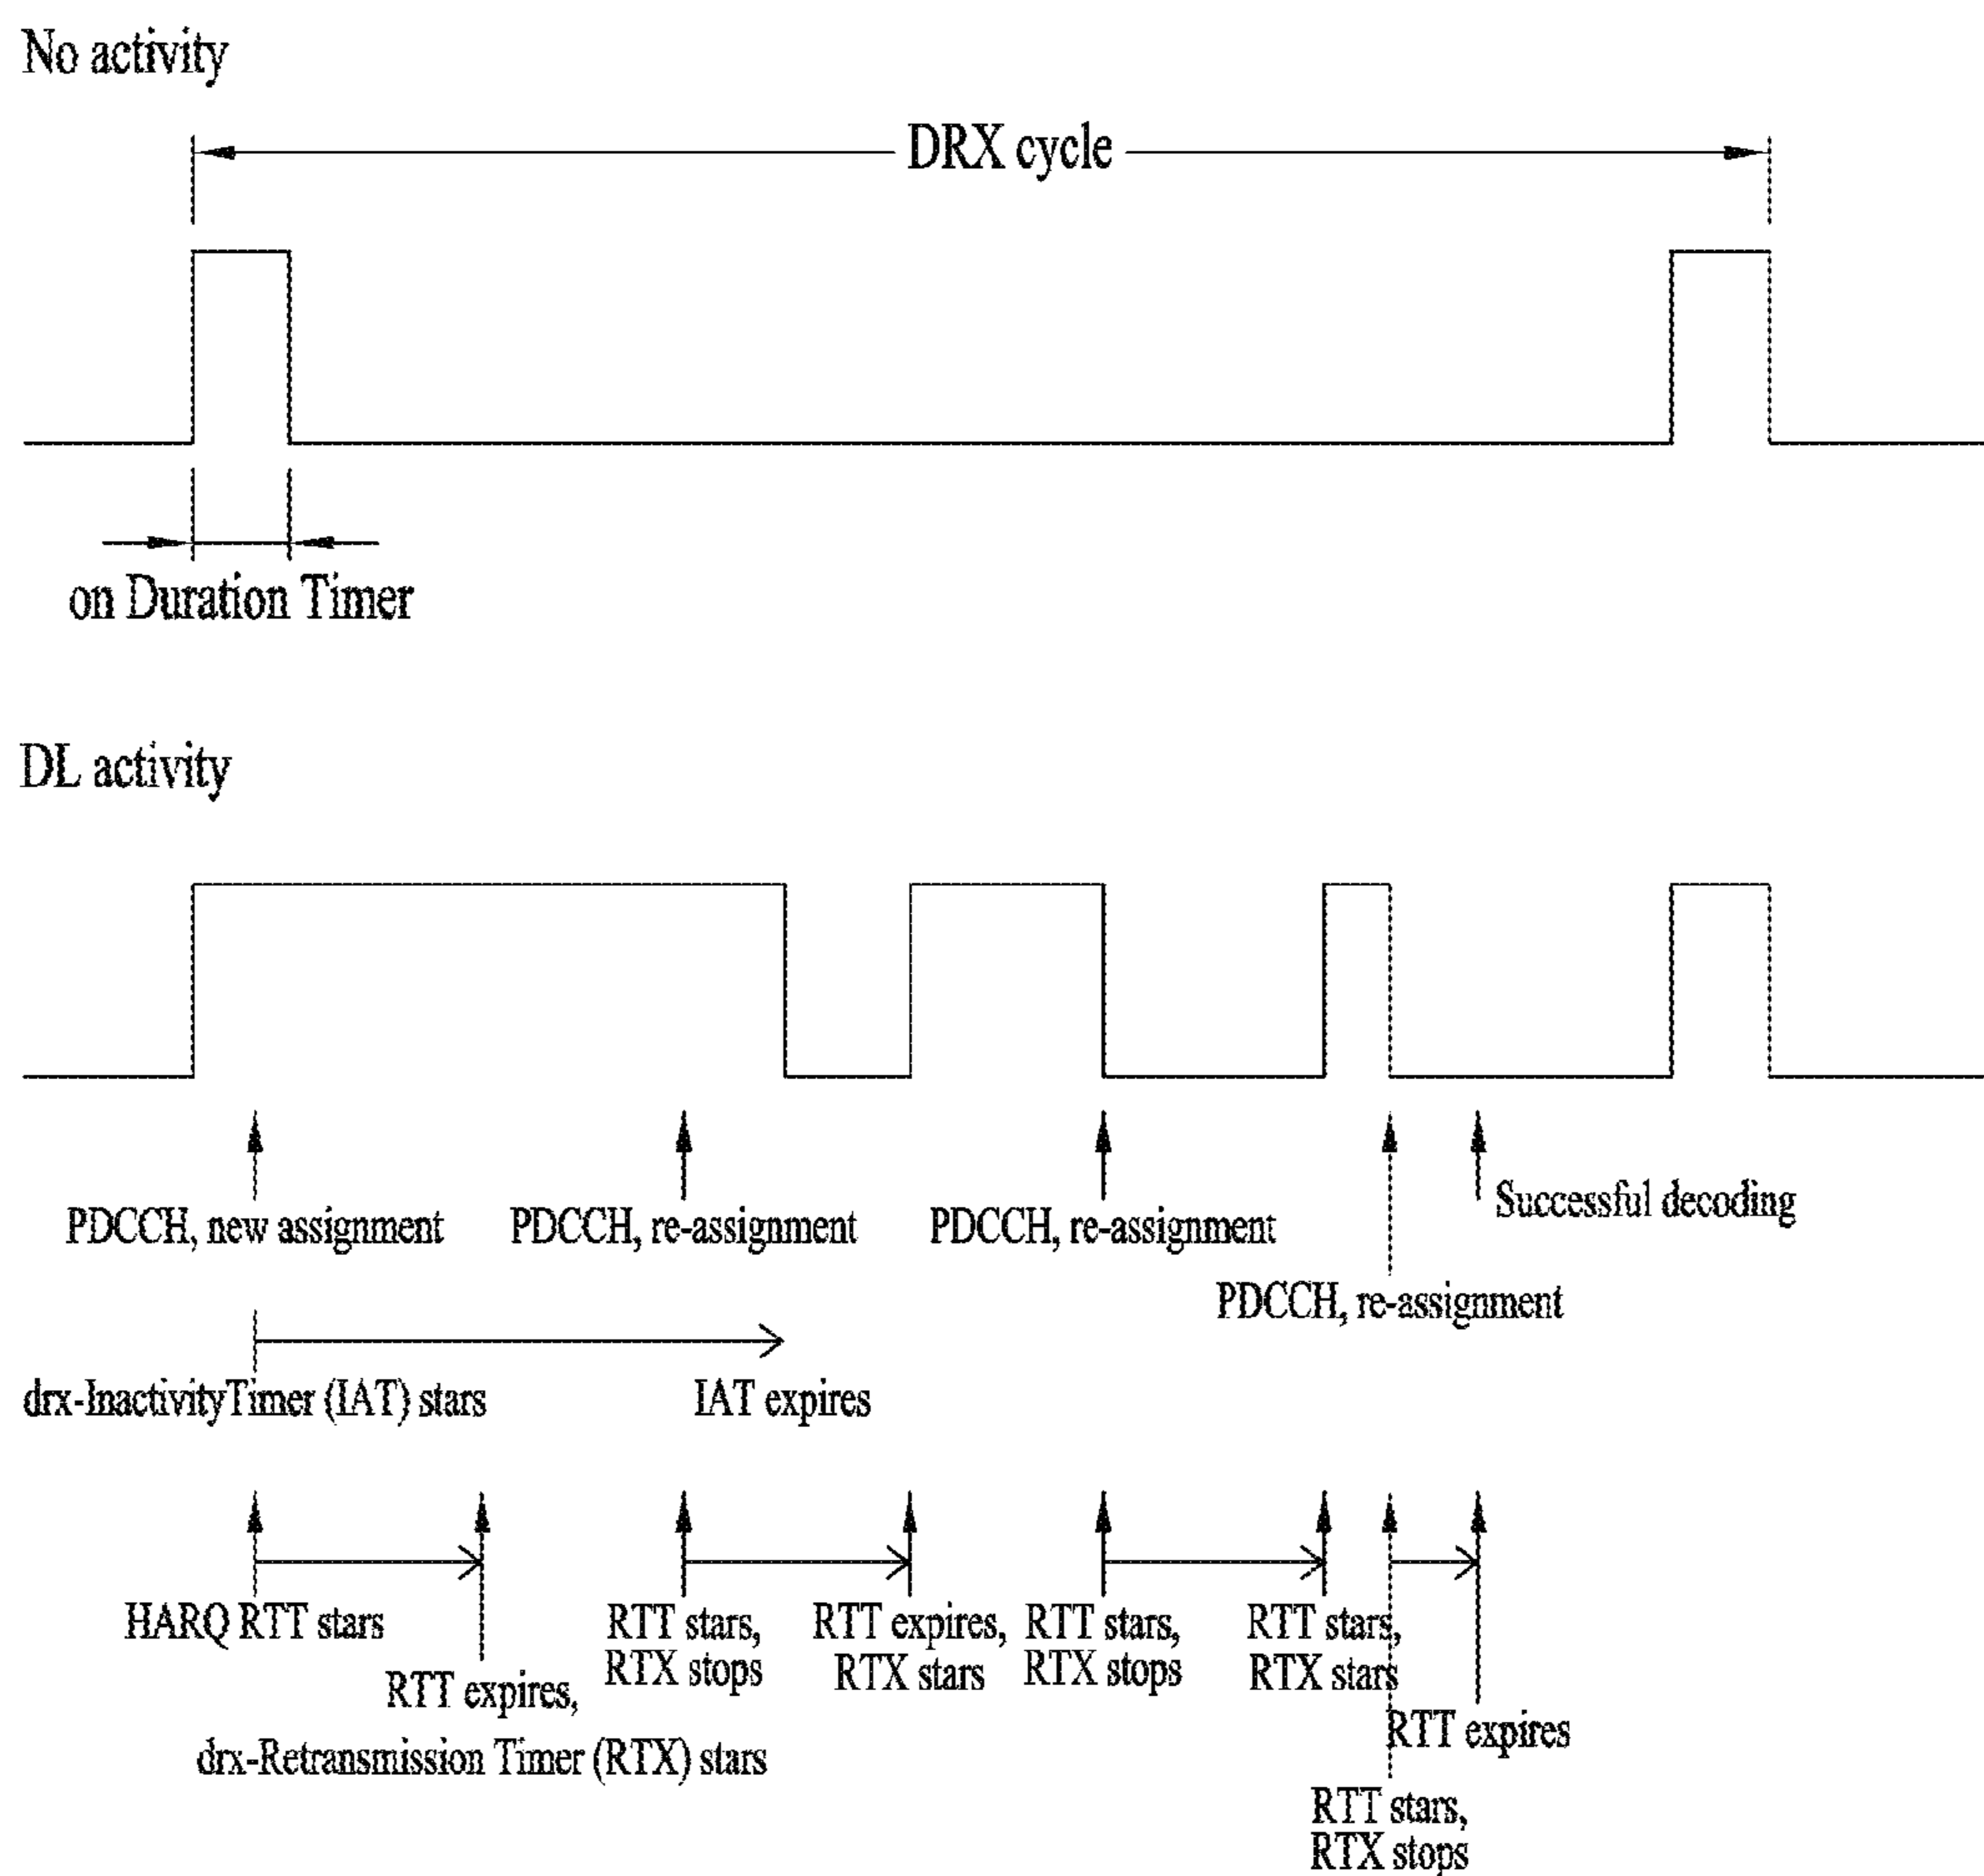 No activity
DRX cycle
on Duration Timer
DL activity
PDCCH, new assignment
PDCCH, re-assignment
PDCCH, re-assignment
Successful decoding
PDCCH, re-assignment
drx-InactivityTimer (IAT) stars
IAT expires
HARQ RTT stars
RTT expires,
drx-Retransmission Timer (RTX) stars
RTT stars,
RTX stops
RTT expires,
RTX stars
RTT stars,
RTX stops
RTT stars,
RTX stars
RTT expires
RTT stars,
RTX stops